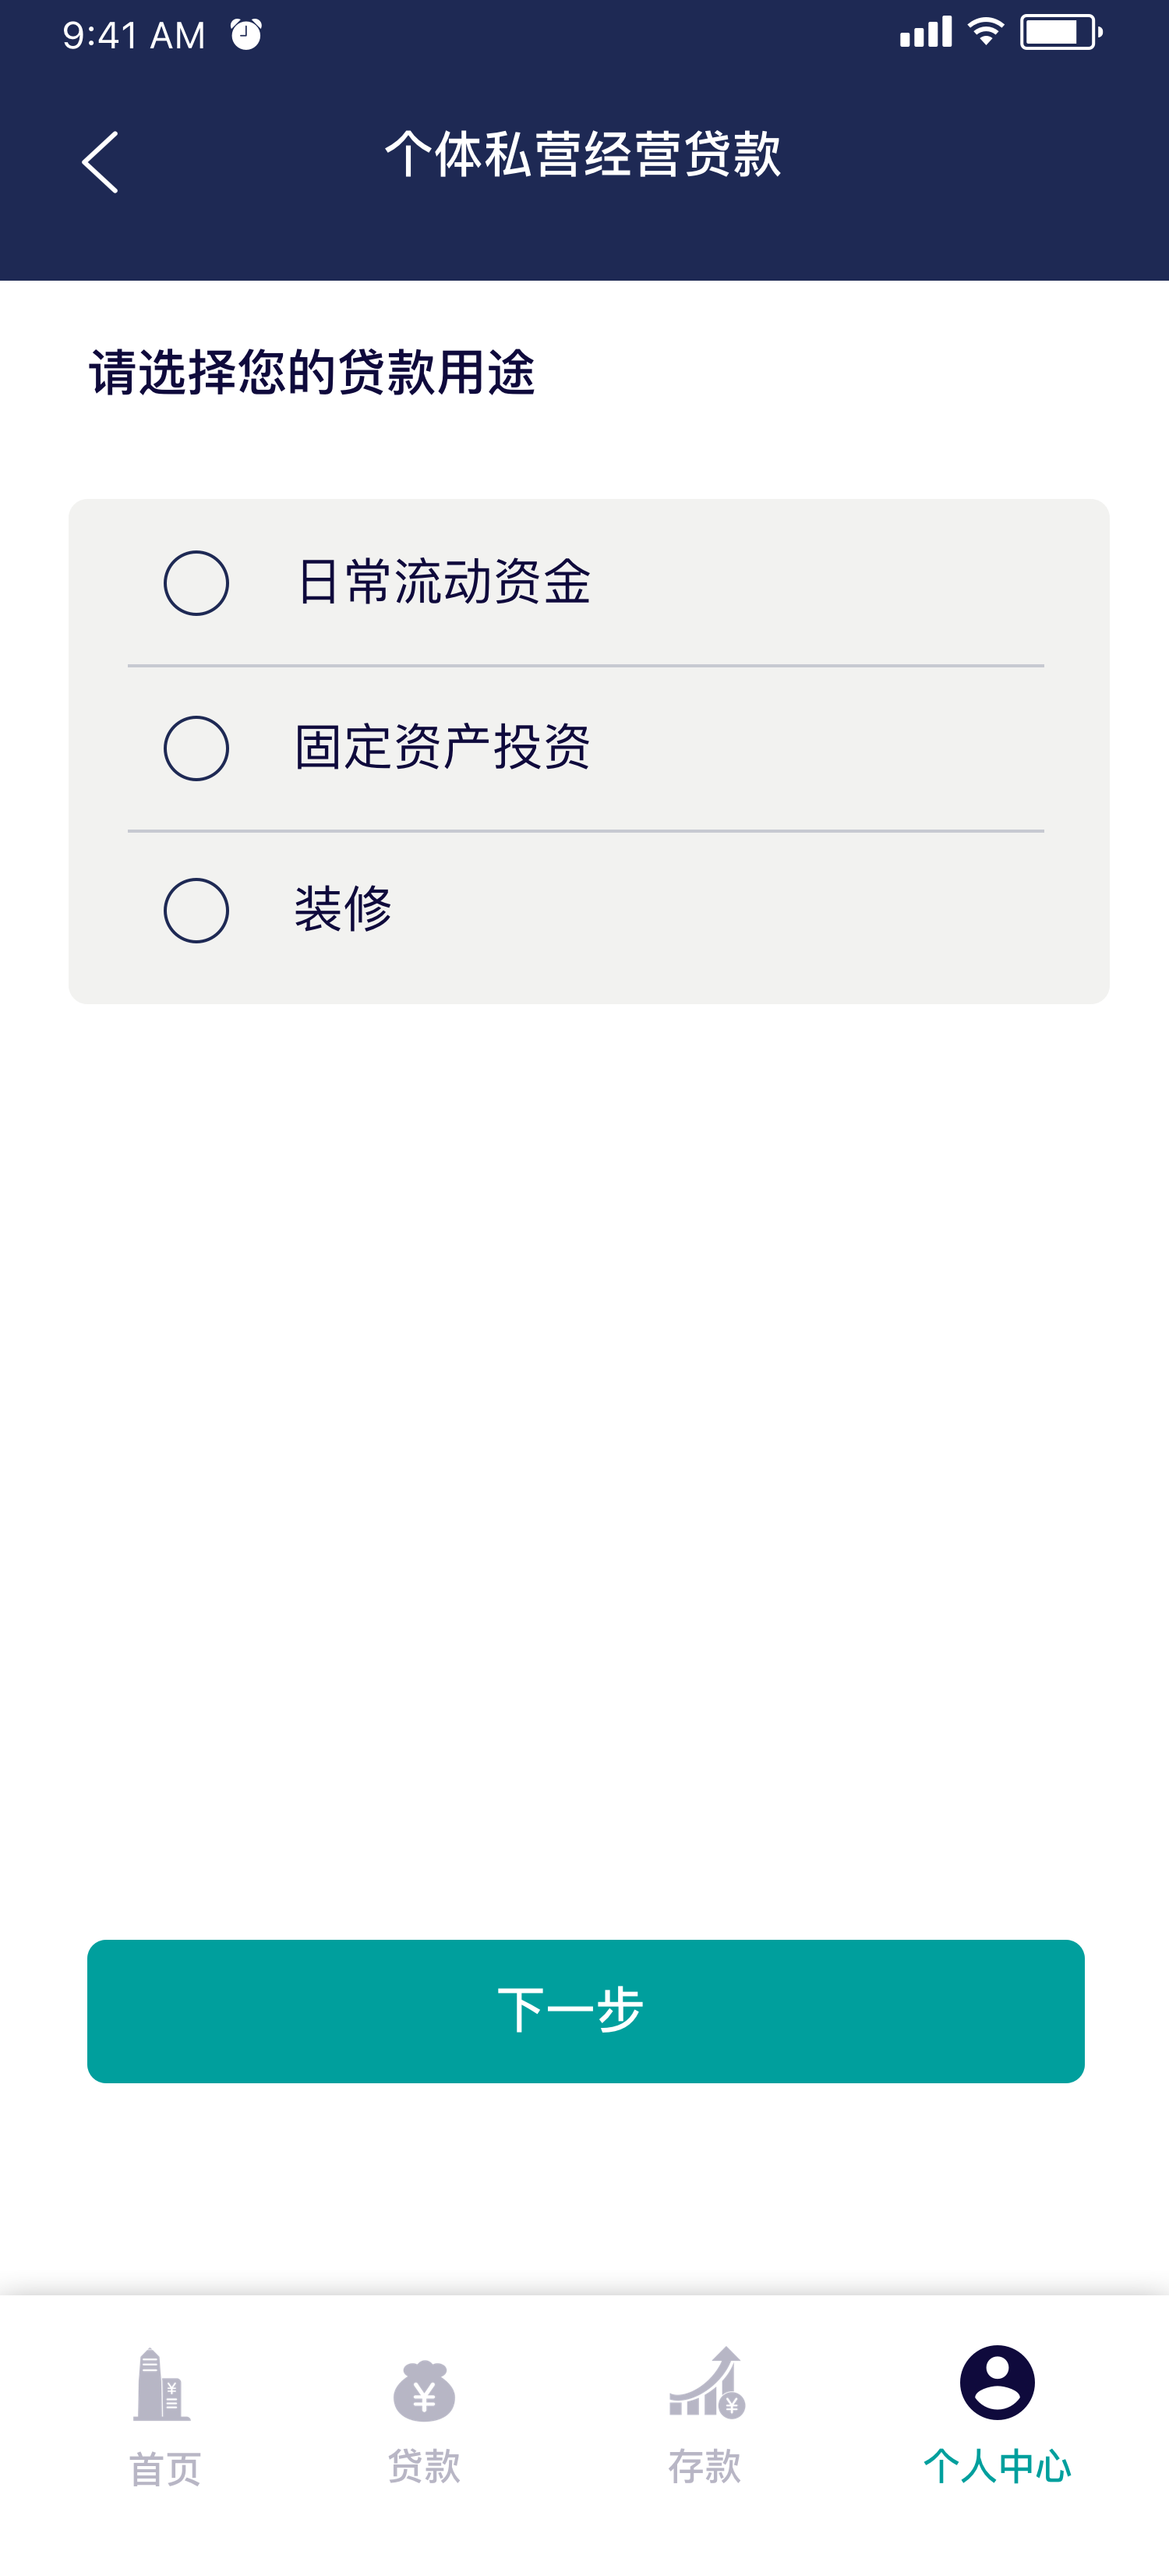 9:41 AM
个体私营经营贷款
请选择您的贷款用途
日常流动资金
固定资产投资
装修
下一步
首页
贷款
存款
个人中心